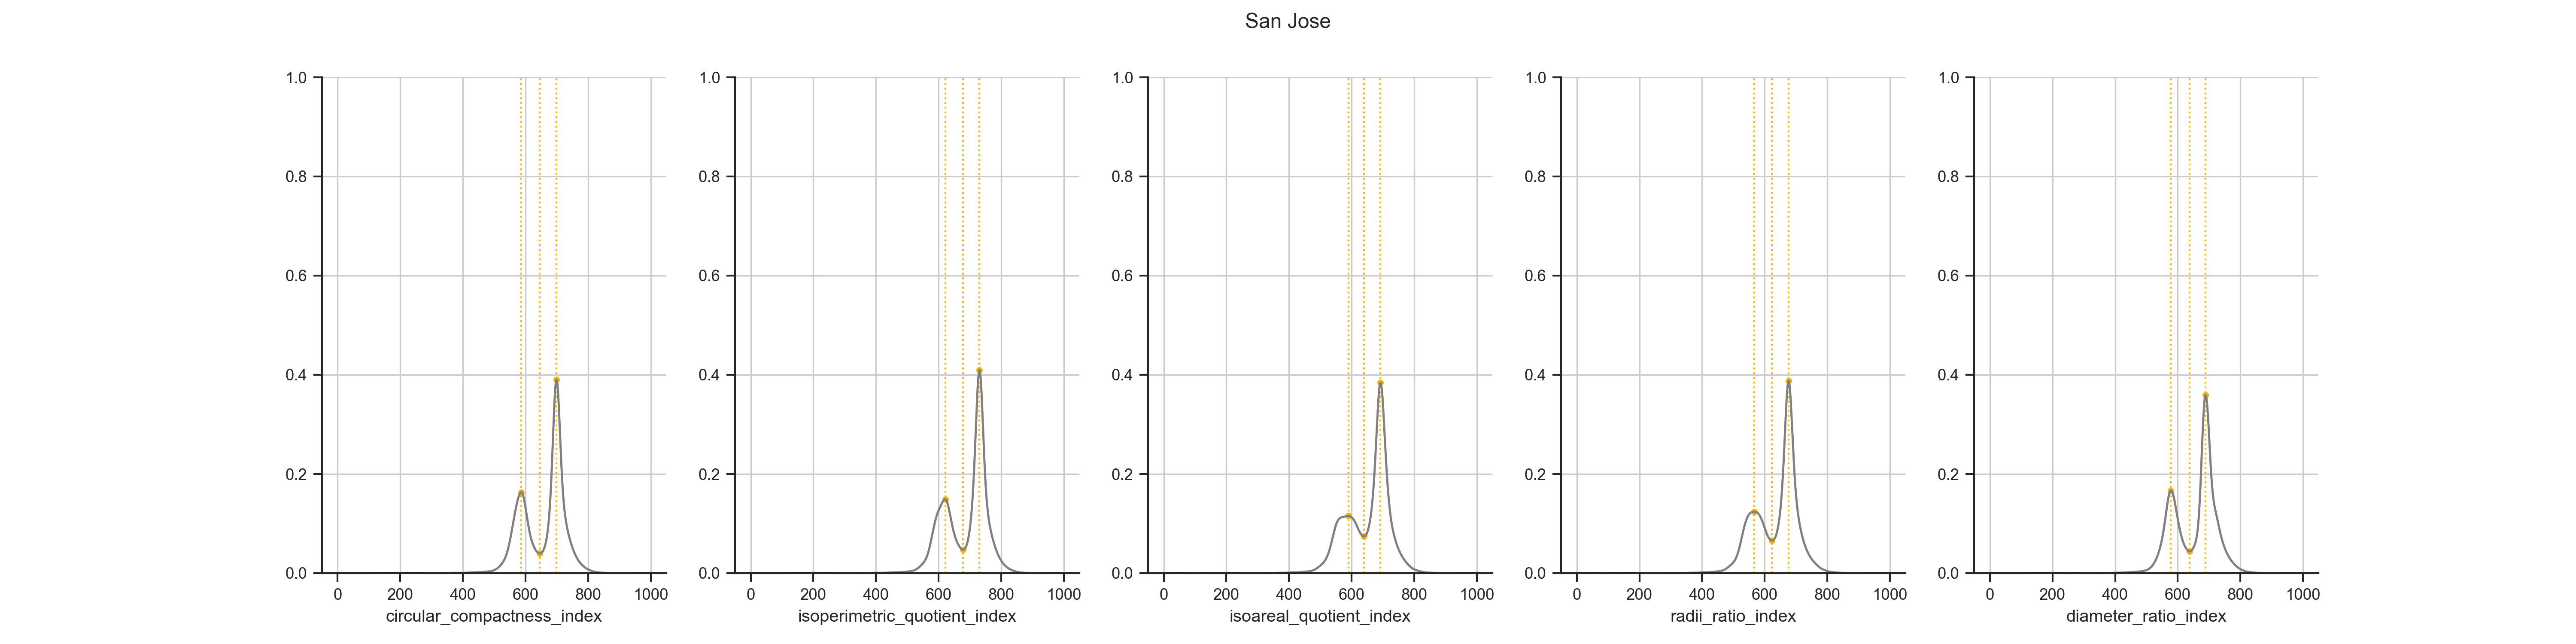 San Jose
1.0 1.0 1.0 1.0 1.0
0.8 0.8 0.8 0.8 0.8
0.6 0.6 0.6 0.6 0.6
0.4 0.4 0.4 0.4 0.4
0.2 0.2 0.2 0.2 0.2
0.0 0.0 0.0 0.0 0.0
0 200 400 600 800 1000 0 200 400 600 800 1000 0 200 400 600 800 1000 0 200 400 600 800 1000 0 200 400 600 800 1000
circular_compactness_index isoperimetric_quotient_index isoareal_quotient_index radii_ratio_index diameter_ratio_index